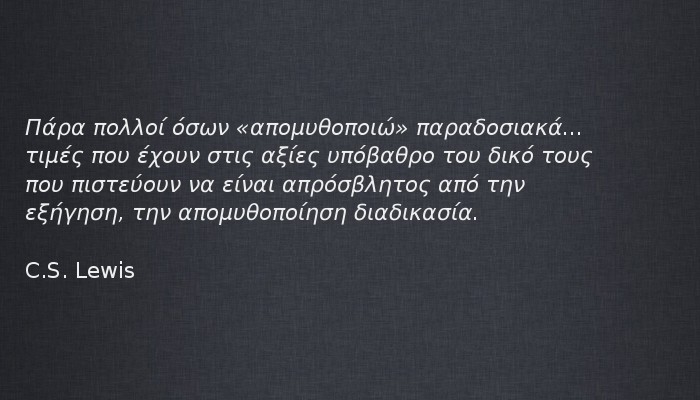 Πάρα πολλοί όσων «απομυθοποιώ» παραδοσιακά...
τιμές που έχουν στις αξίες υπόβαθρο του δικό τους
που πιστεύουν να είναι απρόσβλητος από την
εξήγηση, την απομυθοποίηση διαδικασία.
C.S. Lewis